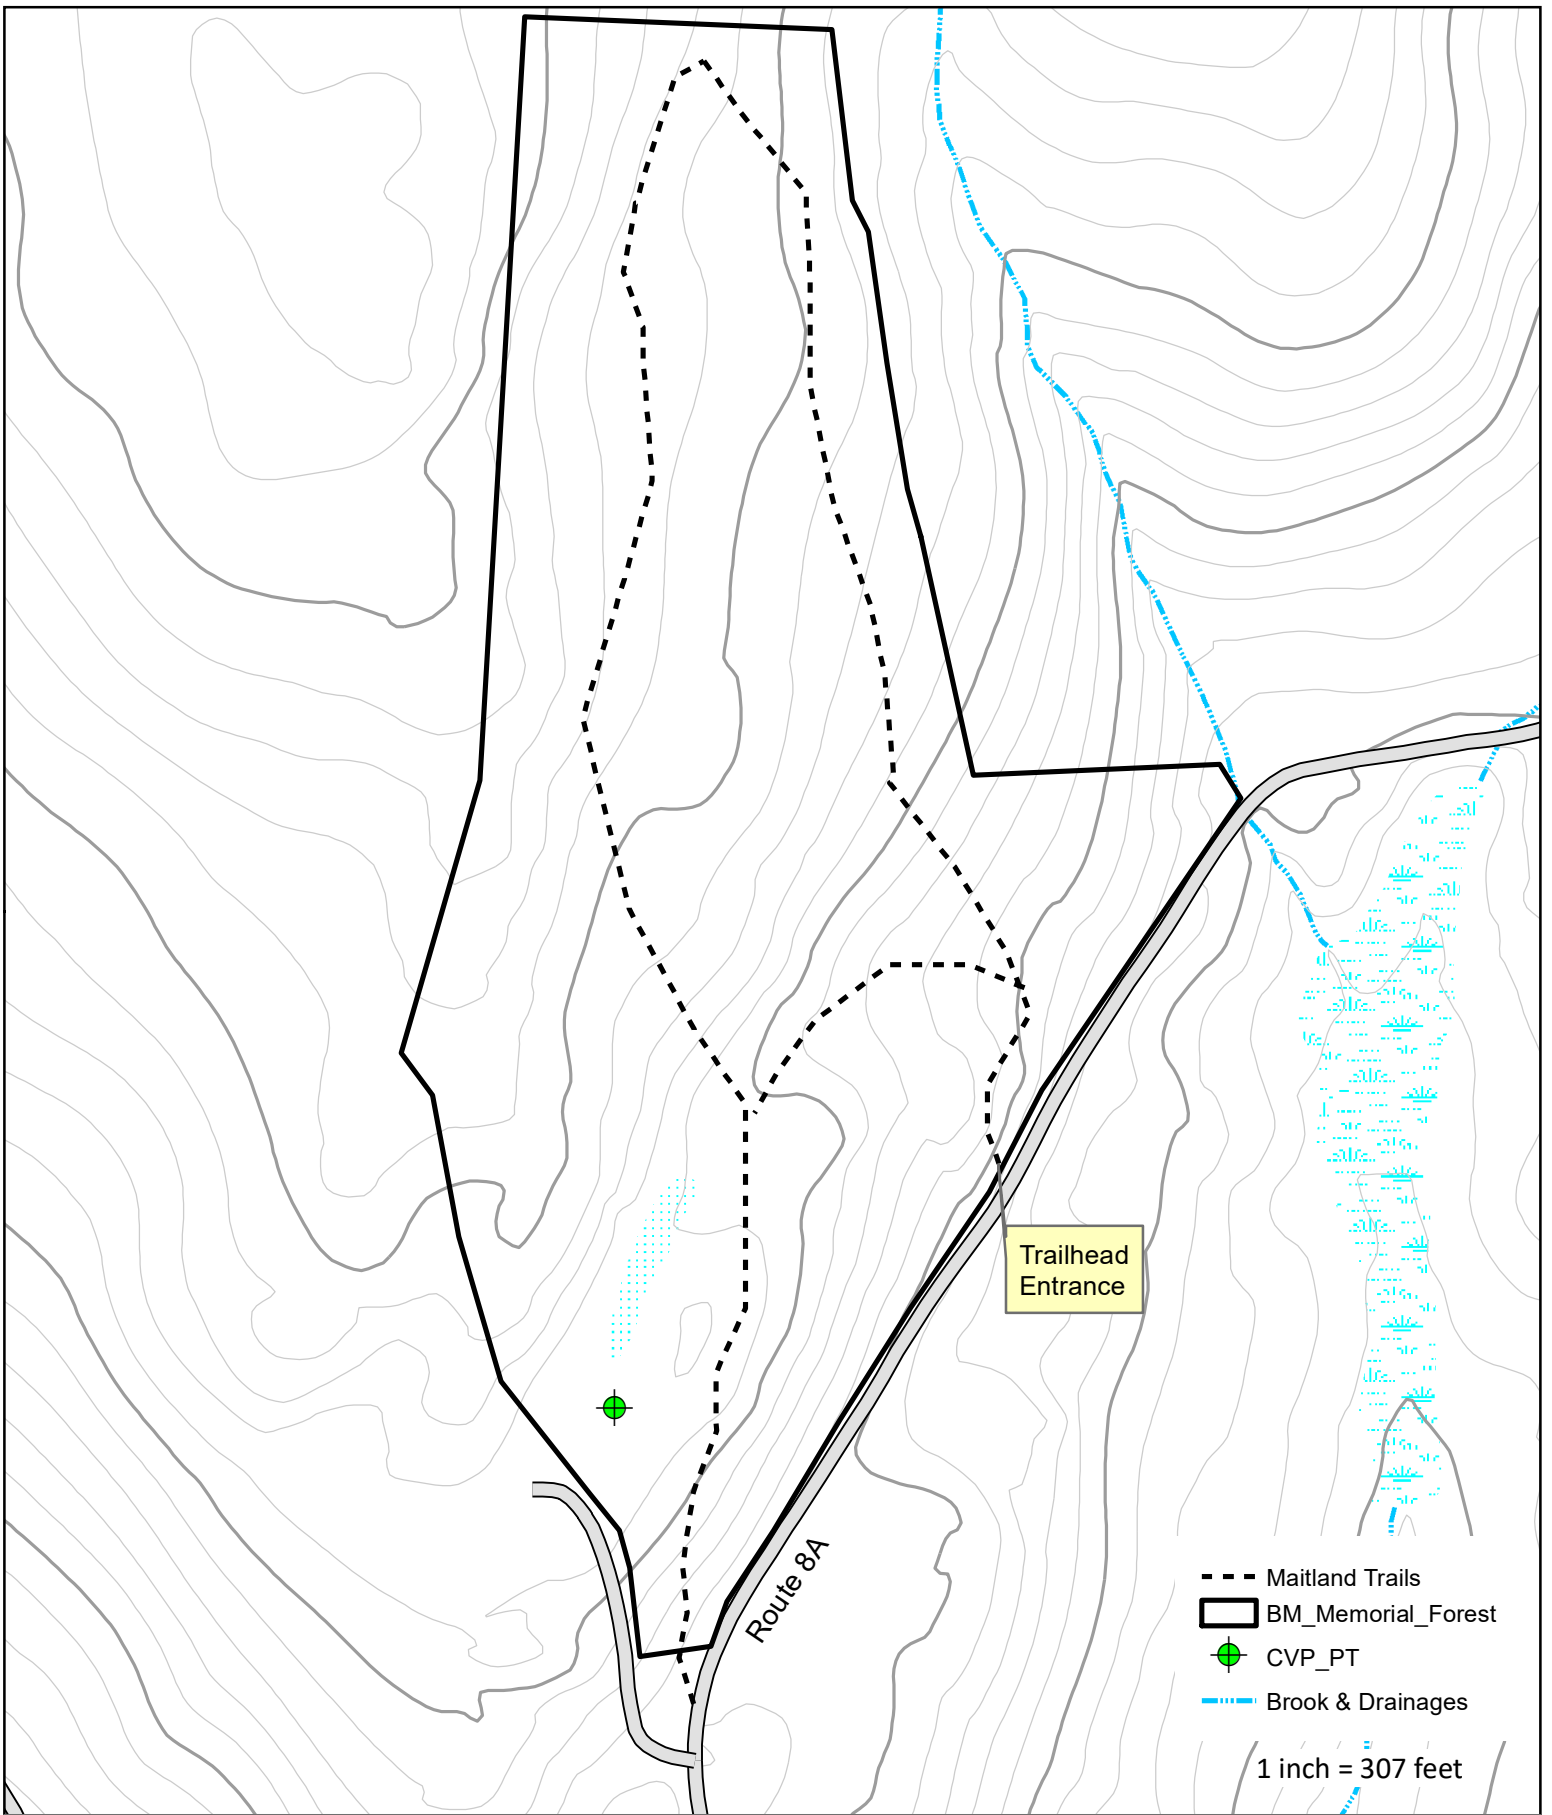 Trailhead
Entrance
Route 8A
Maitland Trails
BM_Memorial_Forest
CVP_PT
Brook & Drainages
1 inch = 307 feet